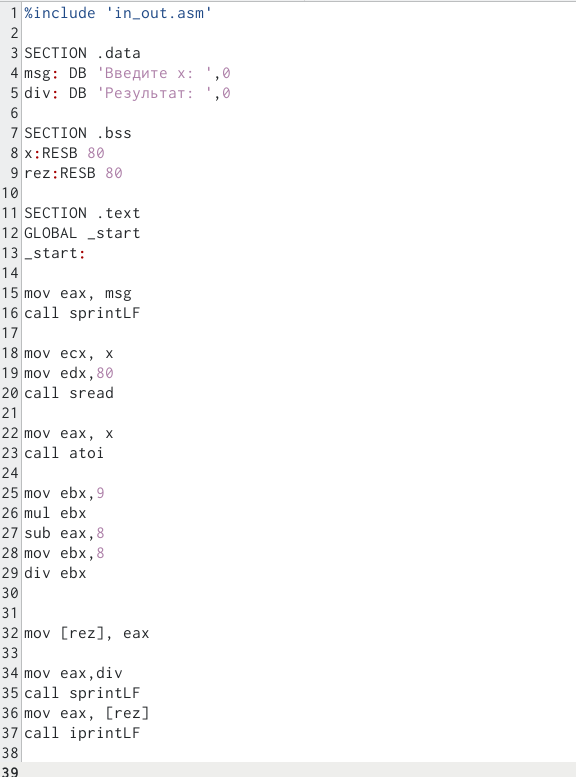 1 %include 'in_out.asm'
2
3 SECTION .data
4 msg: DB 'Введите x: ',0
5 div: DB 'Результат: ',0
6
7 SECTION .bss
8 x:RESB 80
9 rez:RESB 80
10
11 SECTION .text
12 GLOBAL _start
13 _start:
14
15 mov eax, msg
16 call sprintLF
17
18 mov ecx, x
19 mov edx,80
20 call sread
21
22 mov eax, x
23 call atoi
24
25 mov ebx,9
26 mul ebx
27 sub eax,8
28 mov ebx,8
29 div ebx
30
31
32 mov [rez], eax
33
34 mov eax,div
35 call sprintLF
36 mov eax, [rez]
37 call iprintLF
38
39